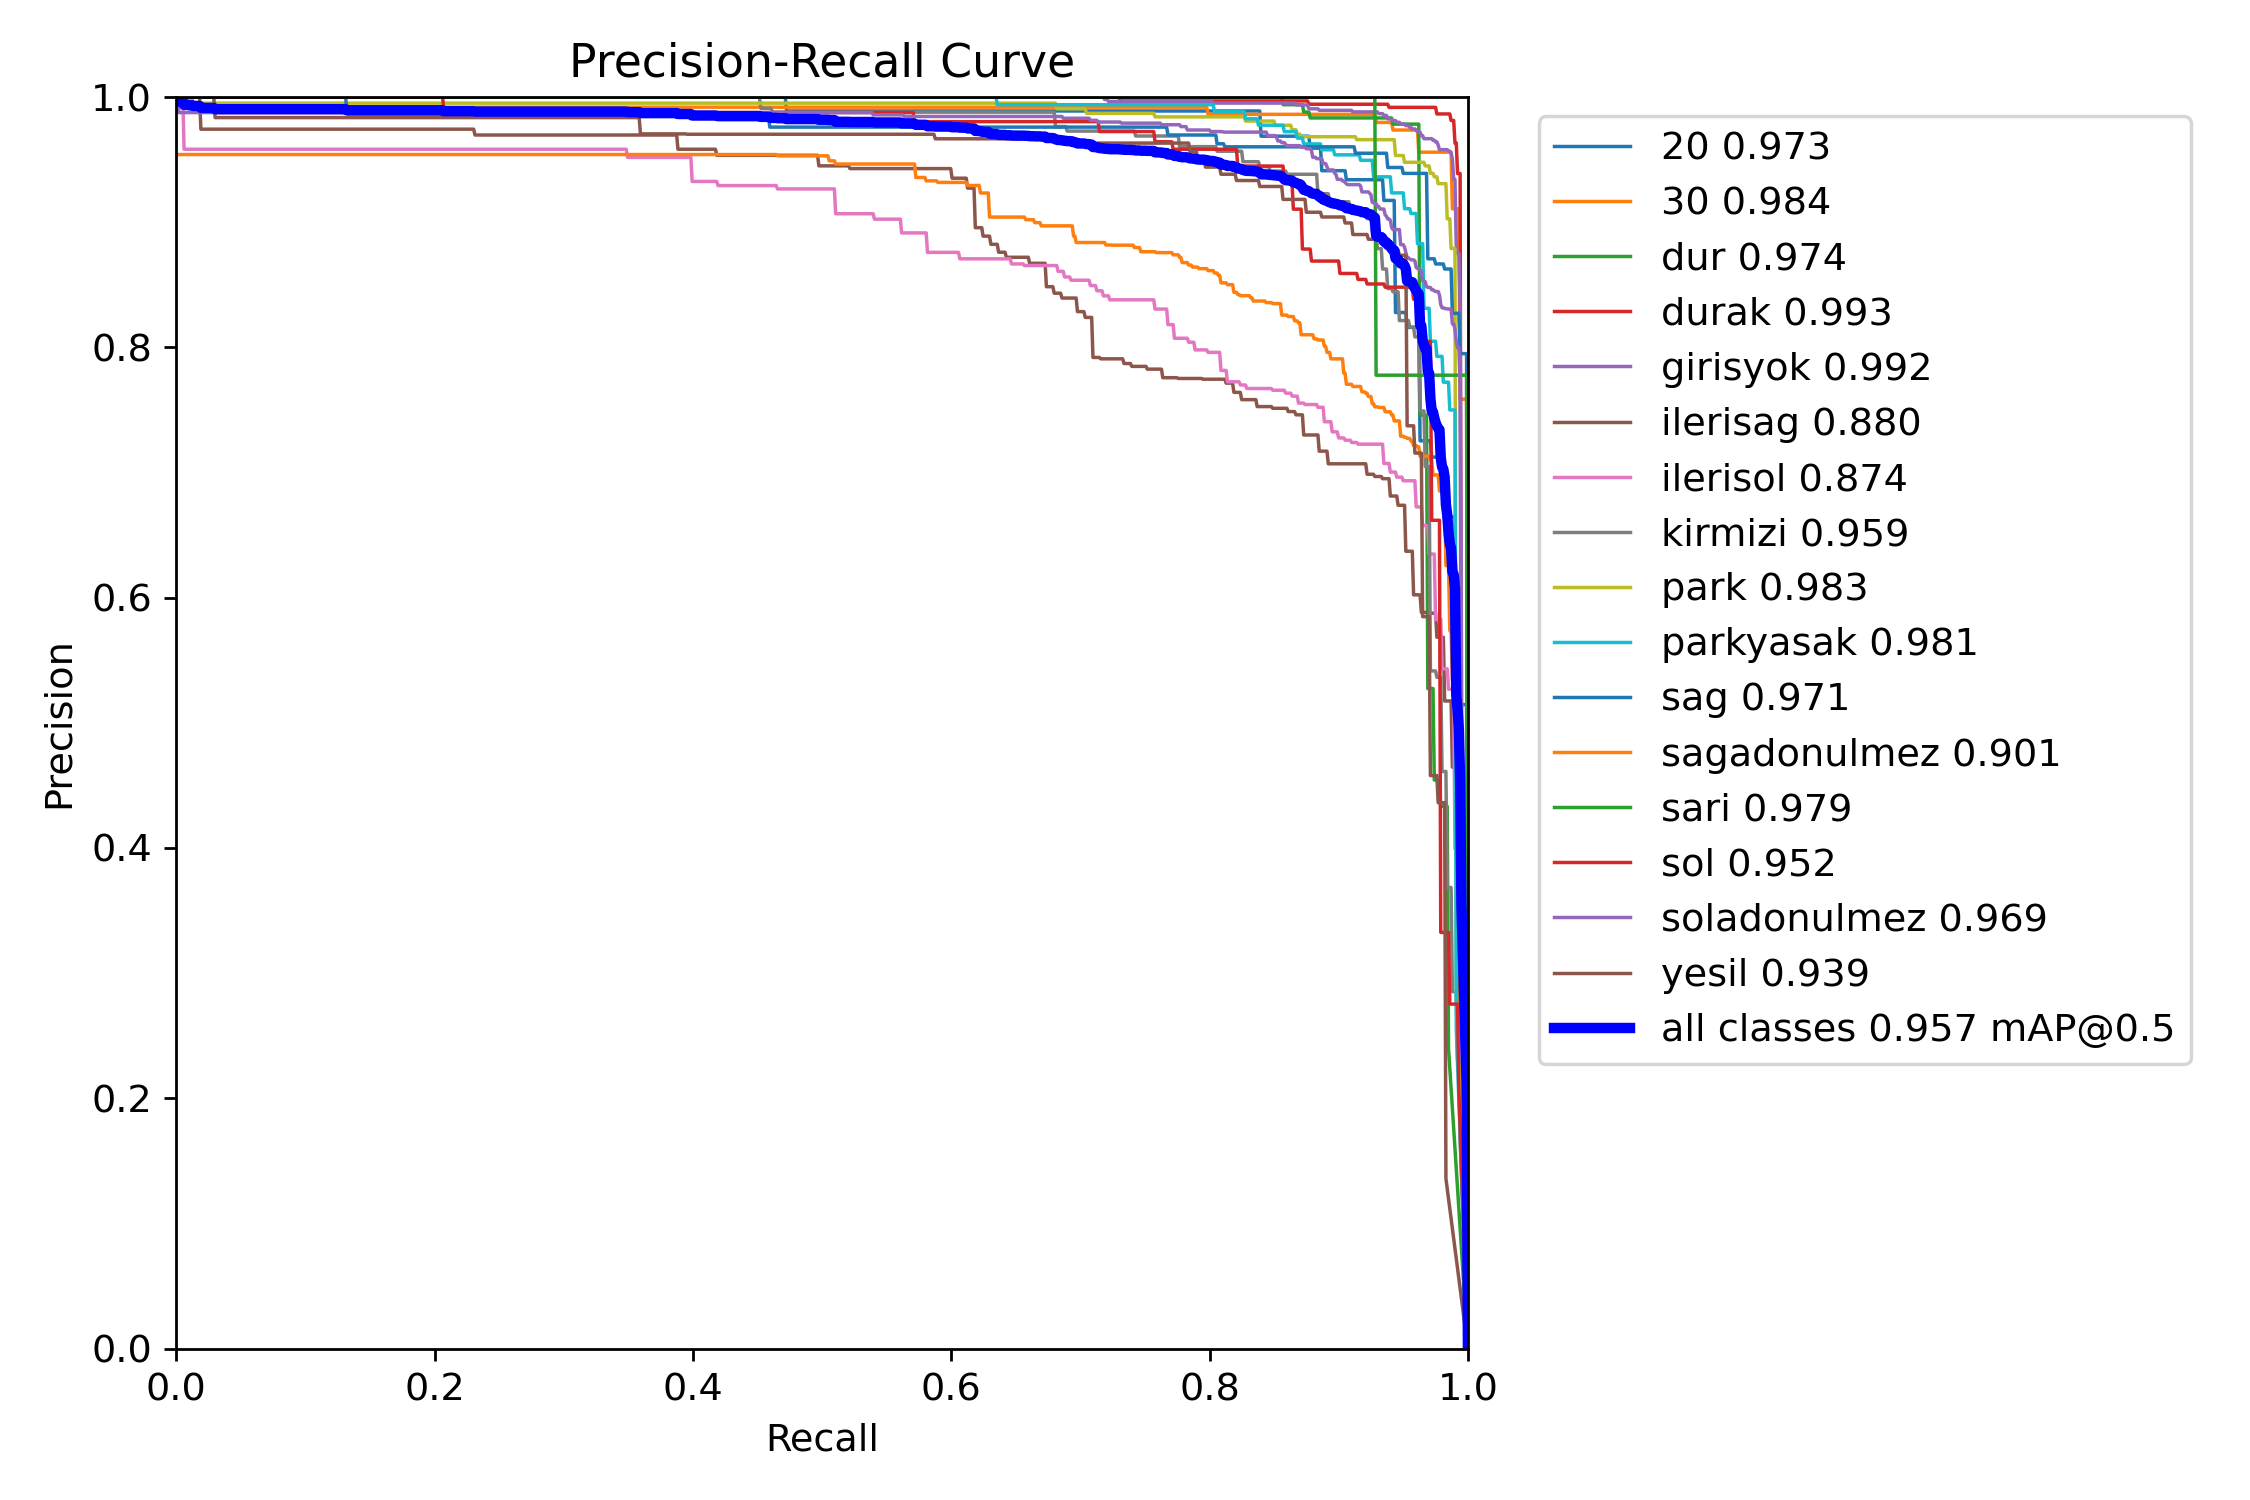 Precision-Recall Curve
1.0
0.8
0.6
0.4
0.2
0.0
Precision
0.0 0.2 0.4 0.6 0.8 1.0
Recall
20 0.973
30 0.984
dur 0.974
durak 0.993
girisyok 0.992
ilerisag 0.880
ilerisol 0.874
kirmizi 0.959
park 0.983
parkyasak 0.981
sag 0.971
sagadonulmez 0.901
sari 0.979
sol 0.952
soladonulmez 0.969
yesil 0.939
all classes 0.957 mAP@0.5